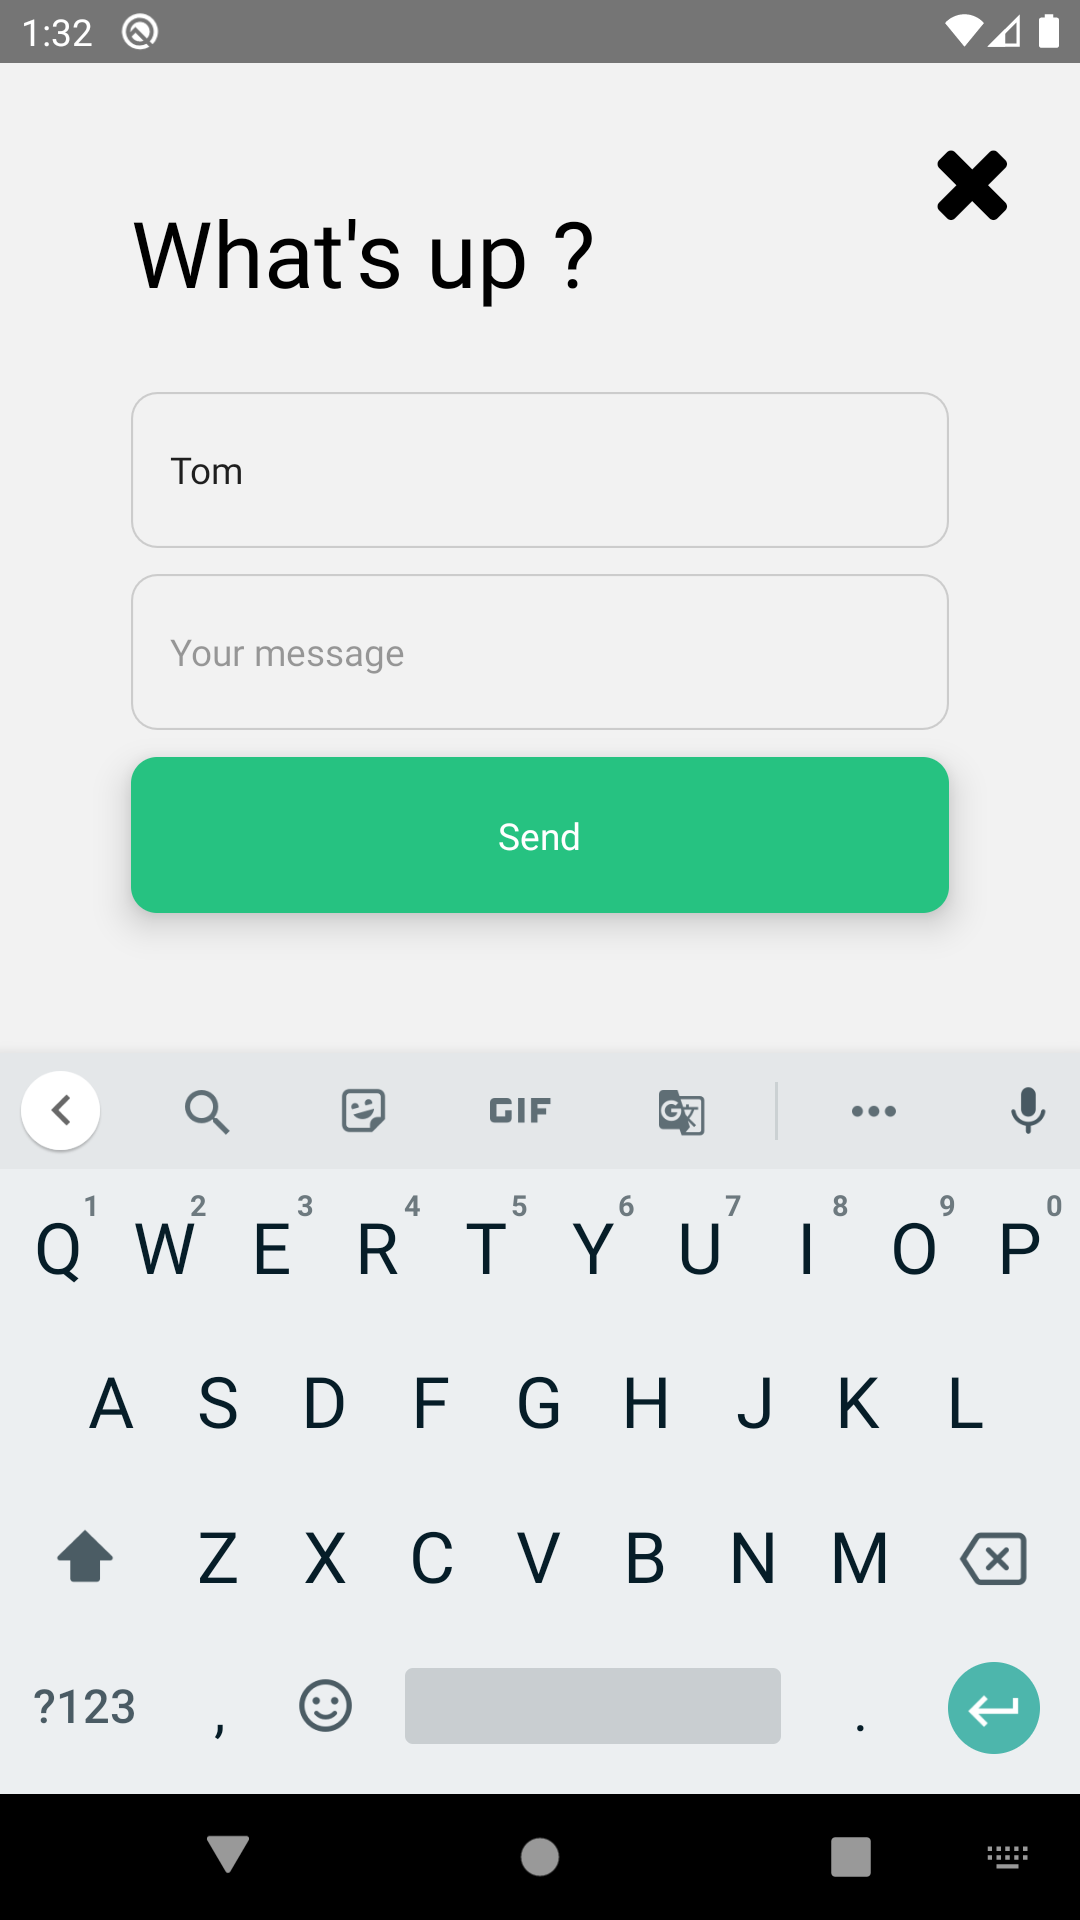 1:32
What's up ?
Tom
Your message
Send
GIF
G 文
1 2 3 4 5 6 7 8 9 0
Q W E R T Y U I O P
A S D F G H J K L
Z X C V B N M
?123 , .